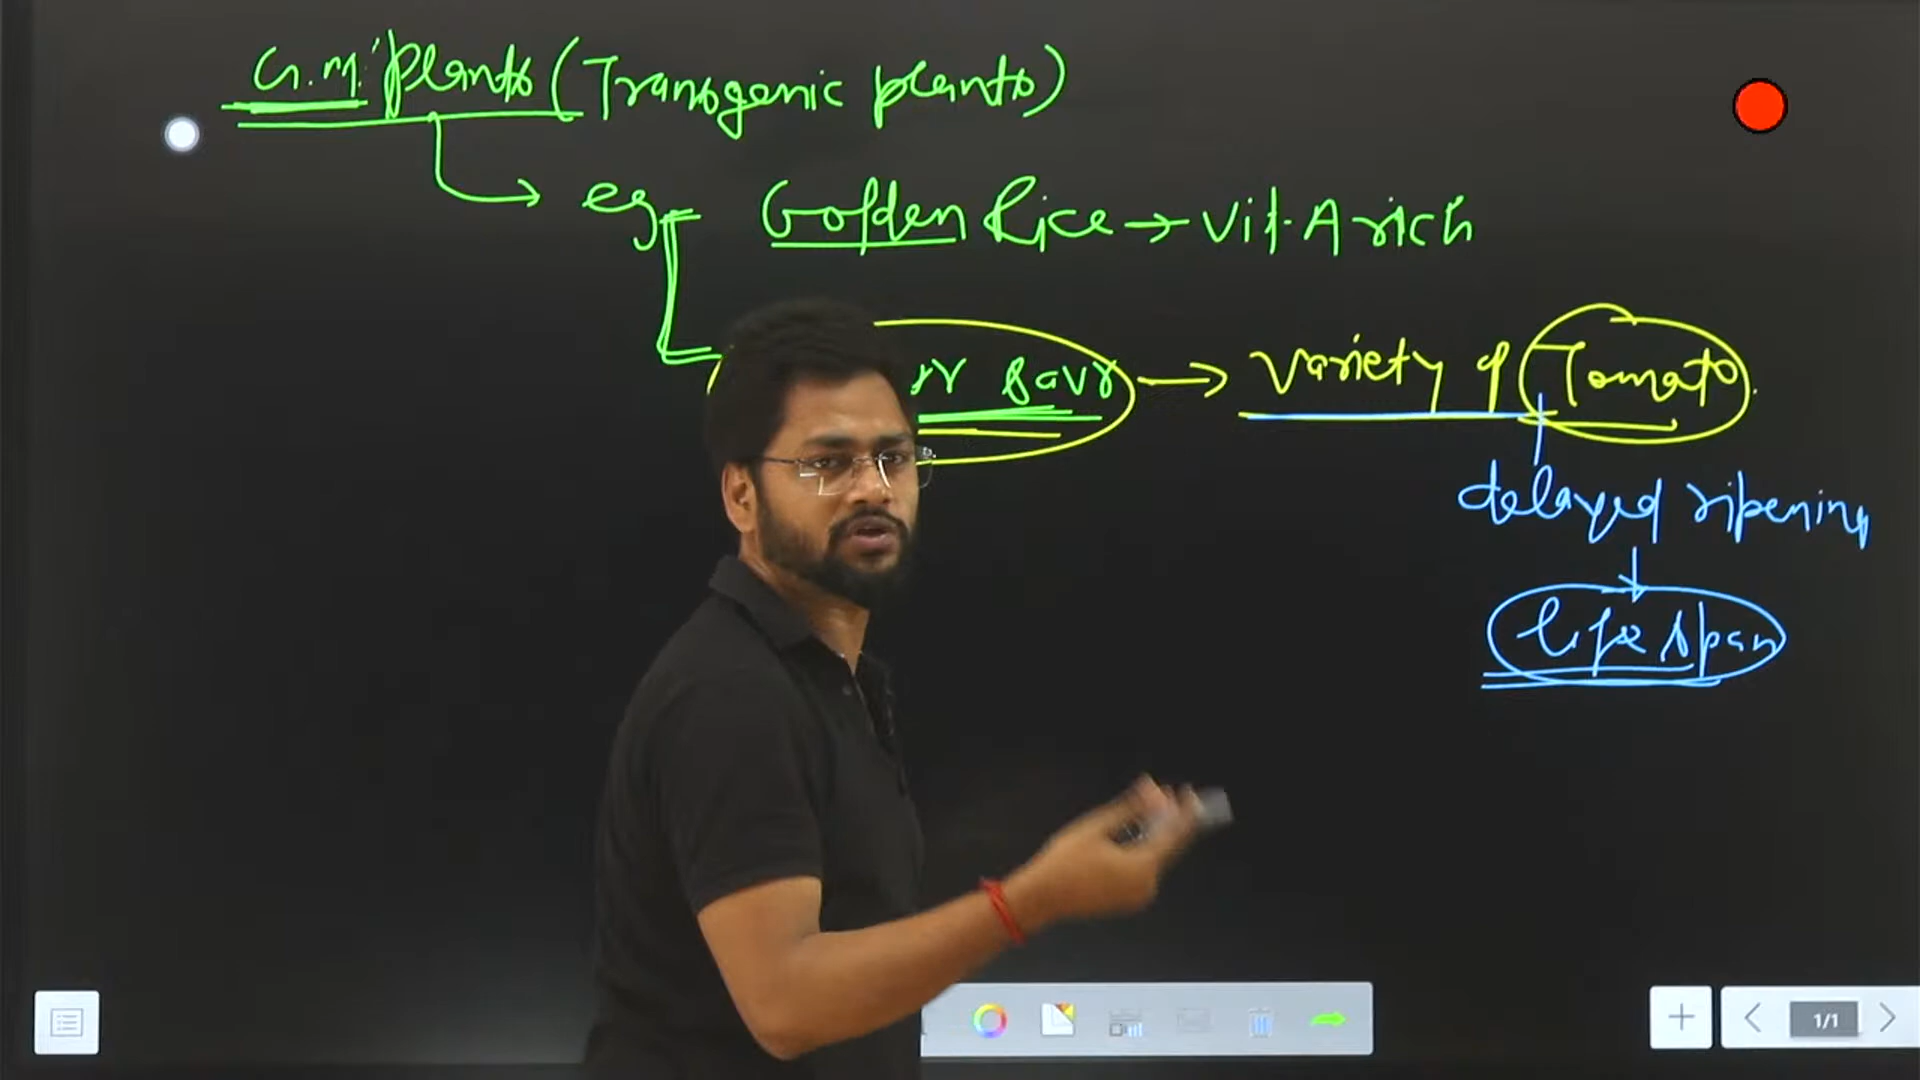 G.M. Plants (Transgenic plants)
eg Golden Rice → Vit. A rich
savr → Variety of Tomato.
delayed ripening
life span
1/1